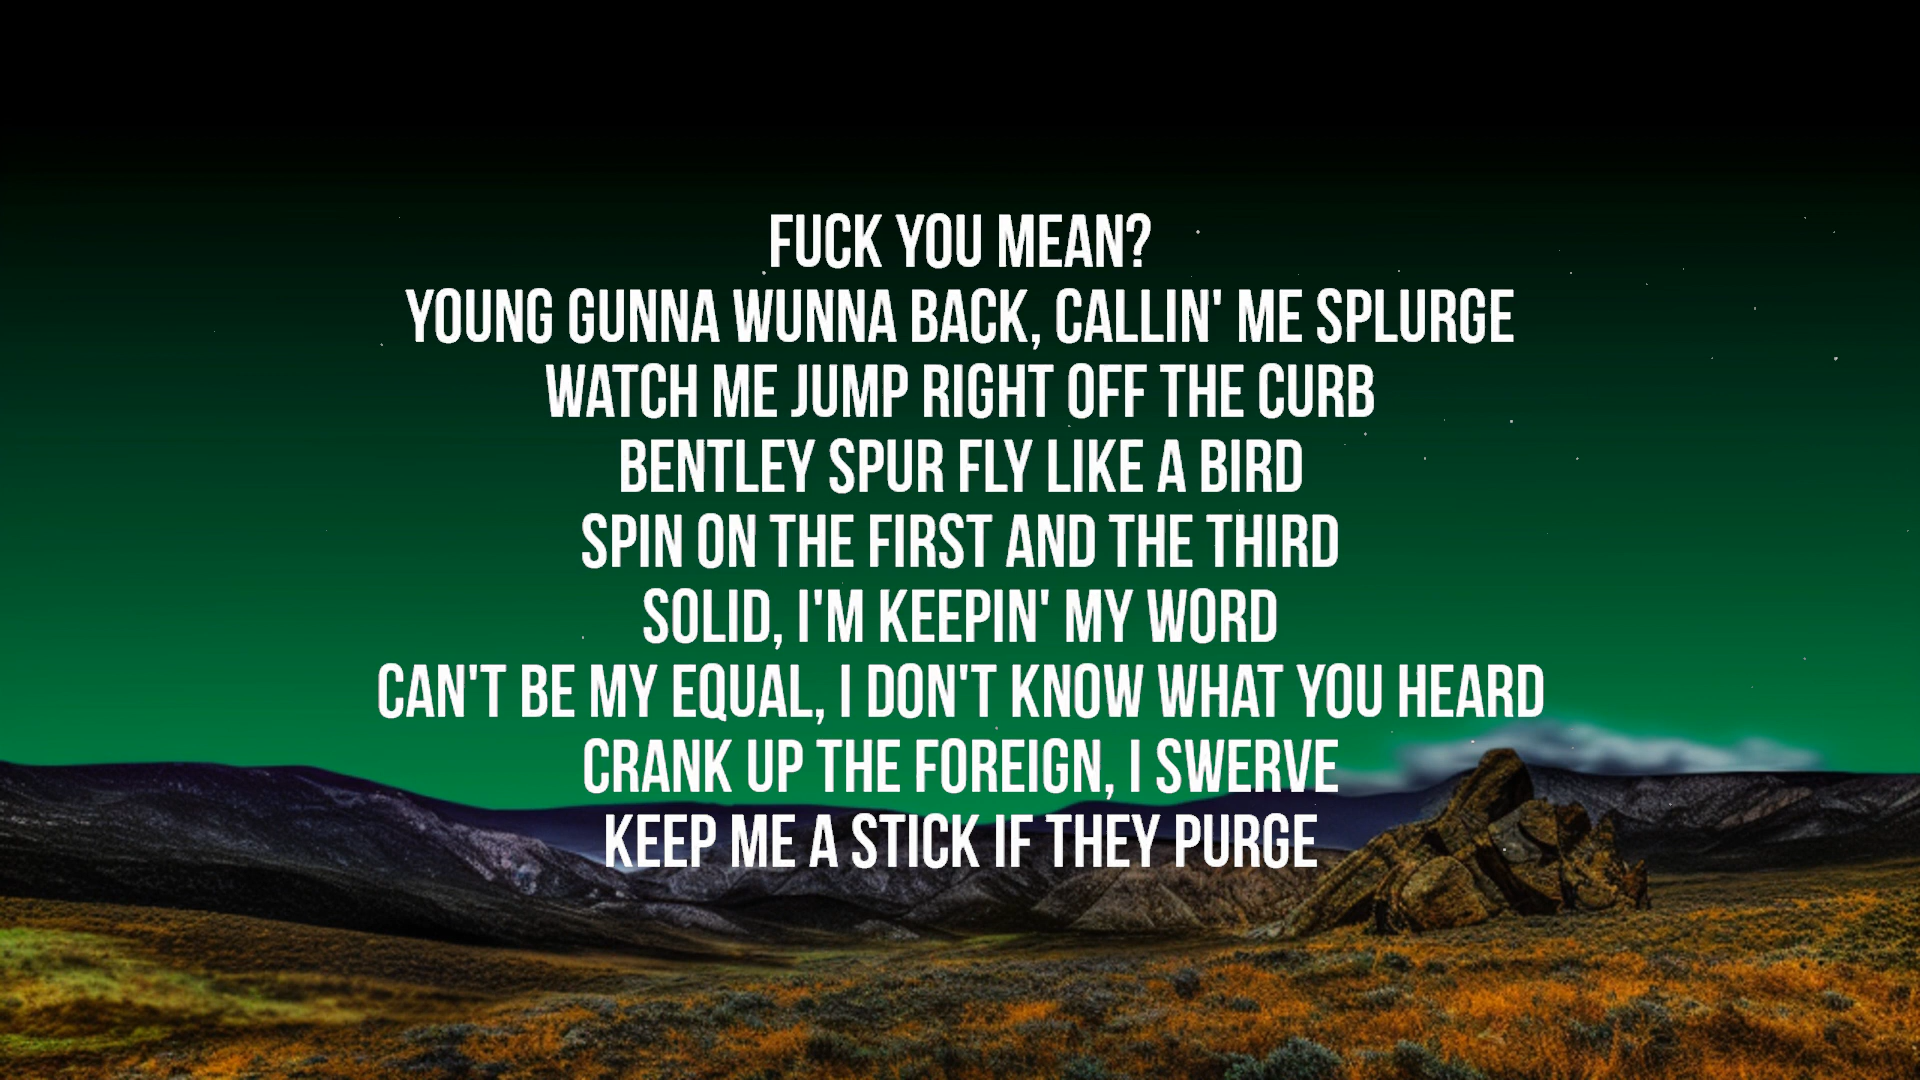 FUCK YOU MEAN?
YOUNG GUNNA WUNNA BACK, CALLIN' ME SPLURGE
WATCH ME JUMP RIGHT OFF THE CURB
BENTLEY SPUR FLY LIKE A BIRD
SPIN ON THE FIRST AND THE THIRD
SOLID, I'M KEEPIN' MY WORD
CAN'T BE MY EQUAL, I DON'T KNOW WHAT YOU HEARD
CRANK UP THE FOREIGN, I SWERVE
KEEP ME A STICK IF THEY PURGE